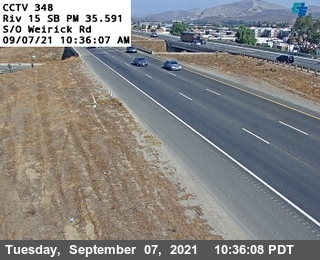 CCTV 348
Riv 15 SB PM 35.591
S/O Weirick Rd
09/07/21 10:36:07 AM
Tuesday, September 07, 2021 10:36:08 PDT